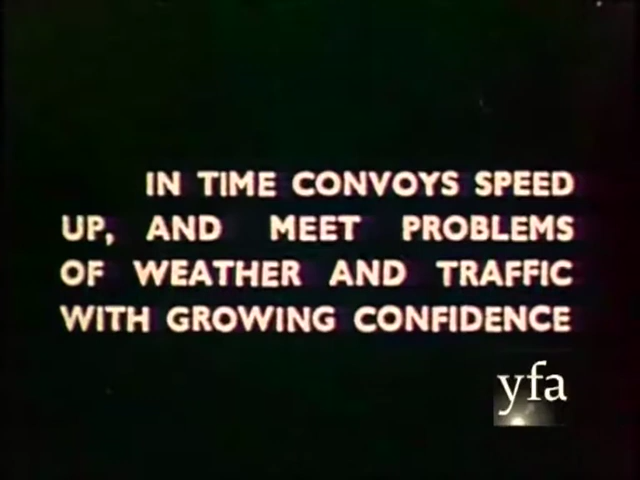 IN TIME CONVOYS SPEED
UP, AND MEET PROBLEMS
OF WEATHER AND TRAFFIC
WITH GROWING CONFIDENCE
yfa